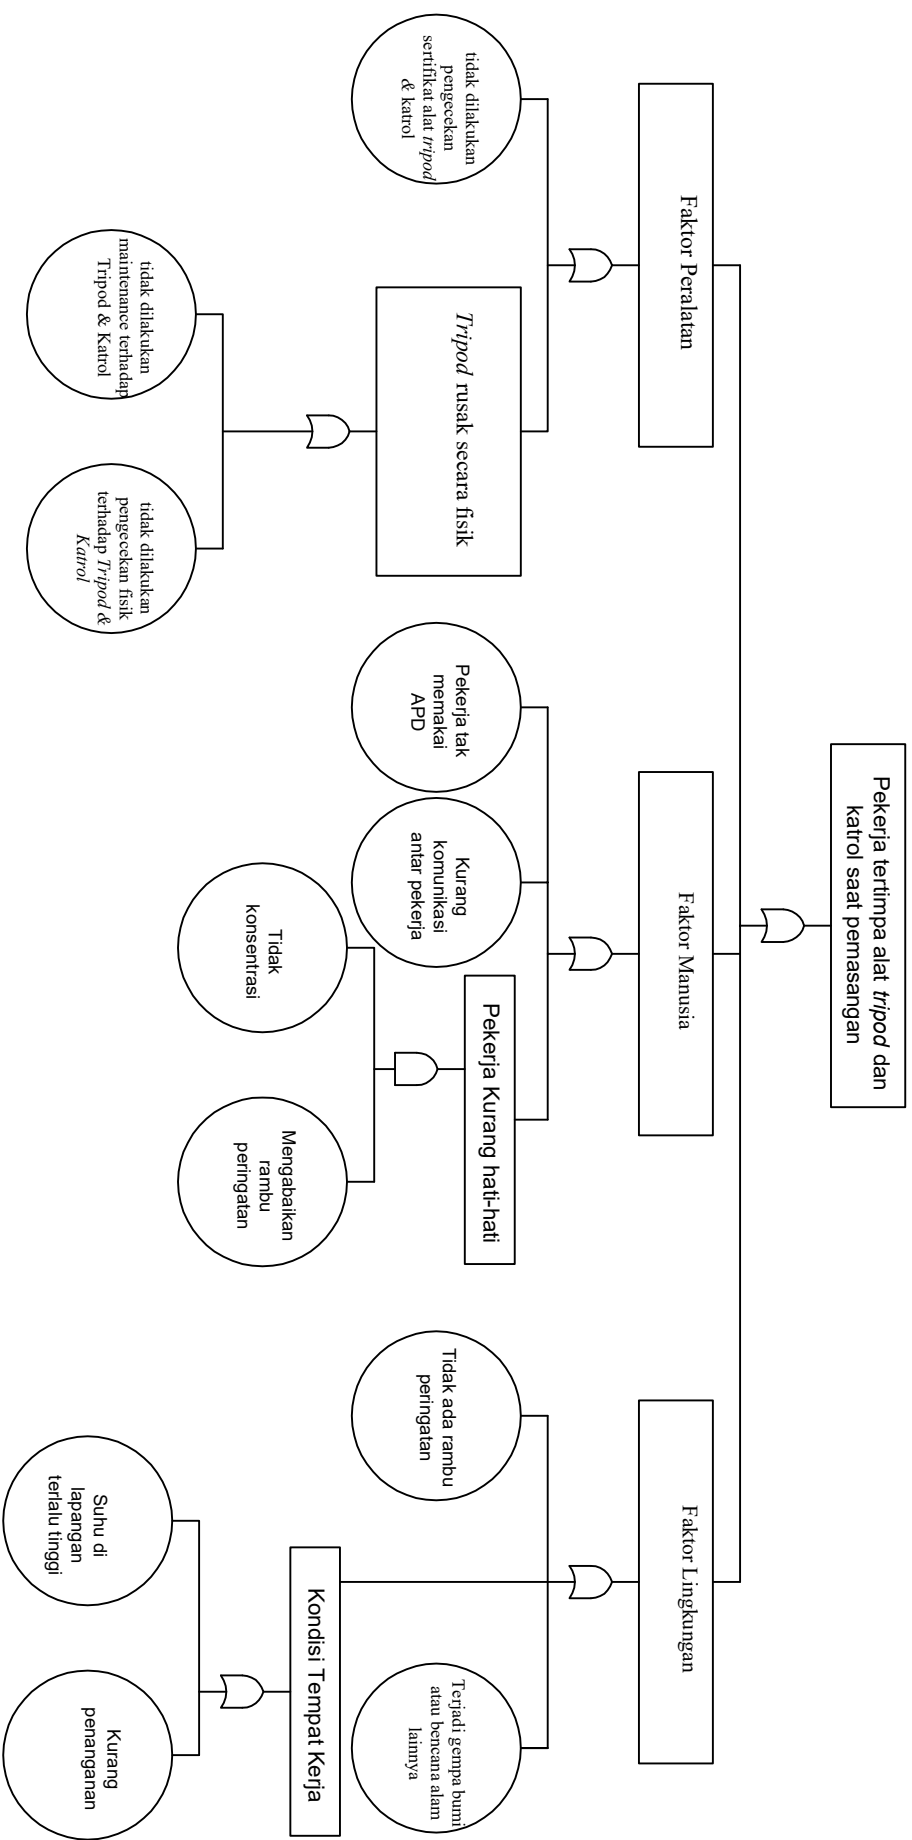 Pekerja tertimpa alat tripod dan
katrol saat pemasangan
Faktor Peralatan
Faktor Manusia
Faktor Lingkungan
tidak dilakukan
pengecekan
sertifikat alat tripod
& katrol
Tripod rusak secara fisik
tidak dilakukan
maintenance terhadap
Tripod & Katrol
tidak dilakukan
pengecekan fisik
terhadap Tripod &
Katrol
Pekerja tak
memakai
APD
Kurang
komunikasi
antar pekerja
Pekerja Kurang hati-hati
Tidak
konsentrasi
Mengabaikan
rambu
peringatan
Tidak ada rambu
peringatan
Terjadi gempa bumi
atau bencana alam
lainnya
Kondisi Tempat Kerja
Suhu di
lapangan
terlalu tinggi
Kurang
penanganan